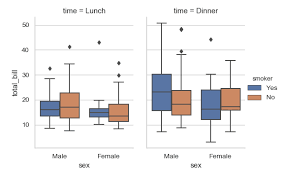 time = Lunch
time = Dinner
50
40
30
20
10
total_bill
Male
Female
Male
Female
sex
sex
smoker
Yes
No